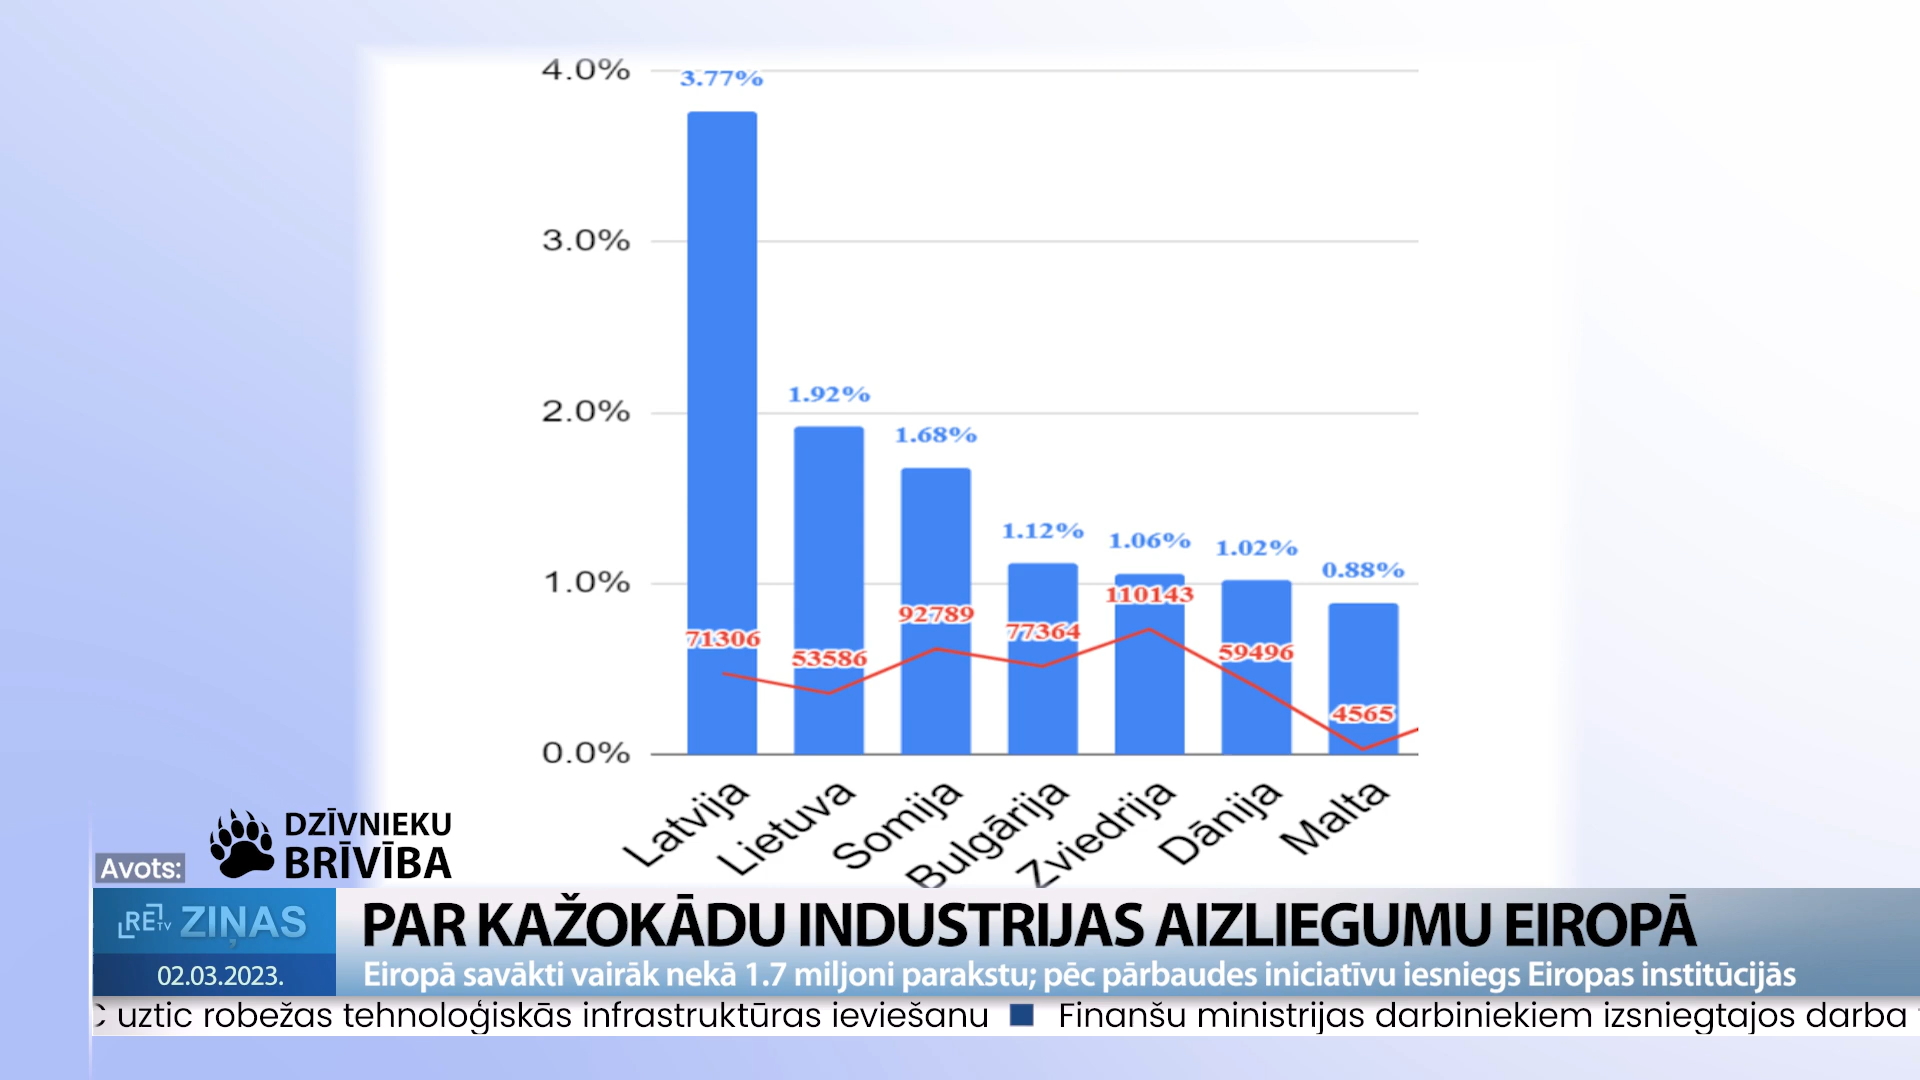 4.0%
3.77%
3.0%
2.0%
1.92%
1.68%
1.0%
1.12%
1.06%
1.02%
0.88%
71306
53586
92789
77364
110143
59496
4565
0.0%
Latvija
Lietuva
Somija
Bulgārija
Zviedrija
Dānija
Malta
DZĪVNIEKU
BRĪVĪBA
Avots:
RE TV ZIŅAS
PAR KAŽOKĀDU INDUSTRIJAS AIZLIEGUMU EIROPĀ
02.03.2023.
Eiropā savākti vairāk nekā 1.7 miljoni parakstu; pēc pārbaudes iniciatīvu iesniegs Eiropas institūcijās
uztic robežas tehnoloģiskās infrastruktūras ieviešanu
Finanšu ministrijas darbiniekiem izsniegtajos darba